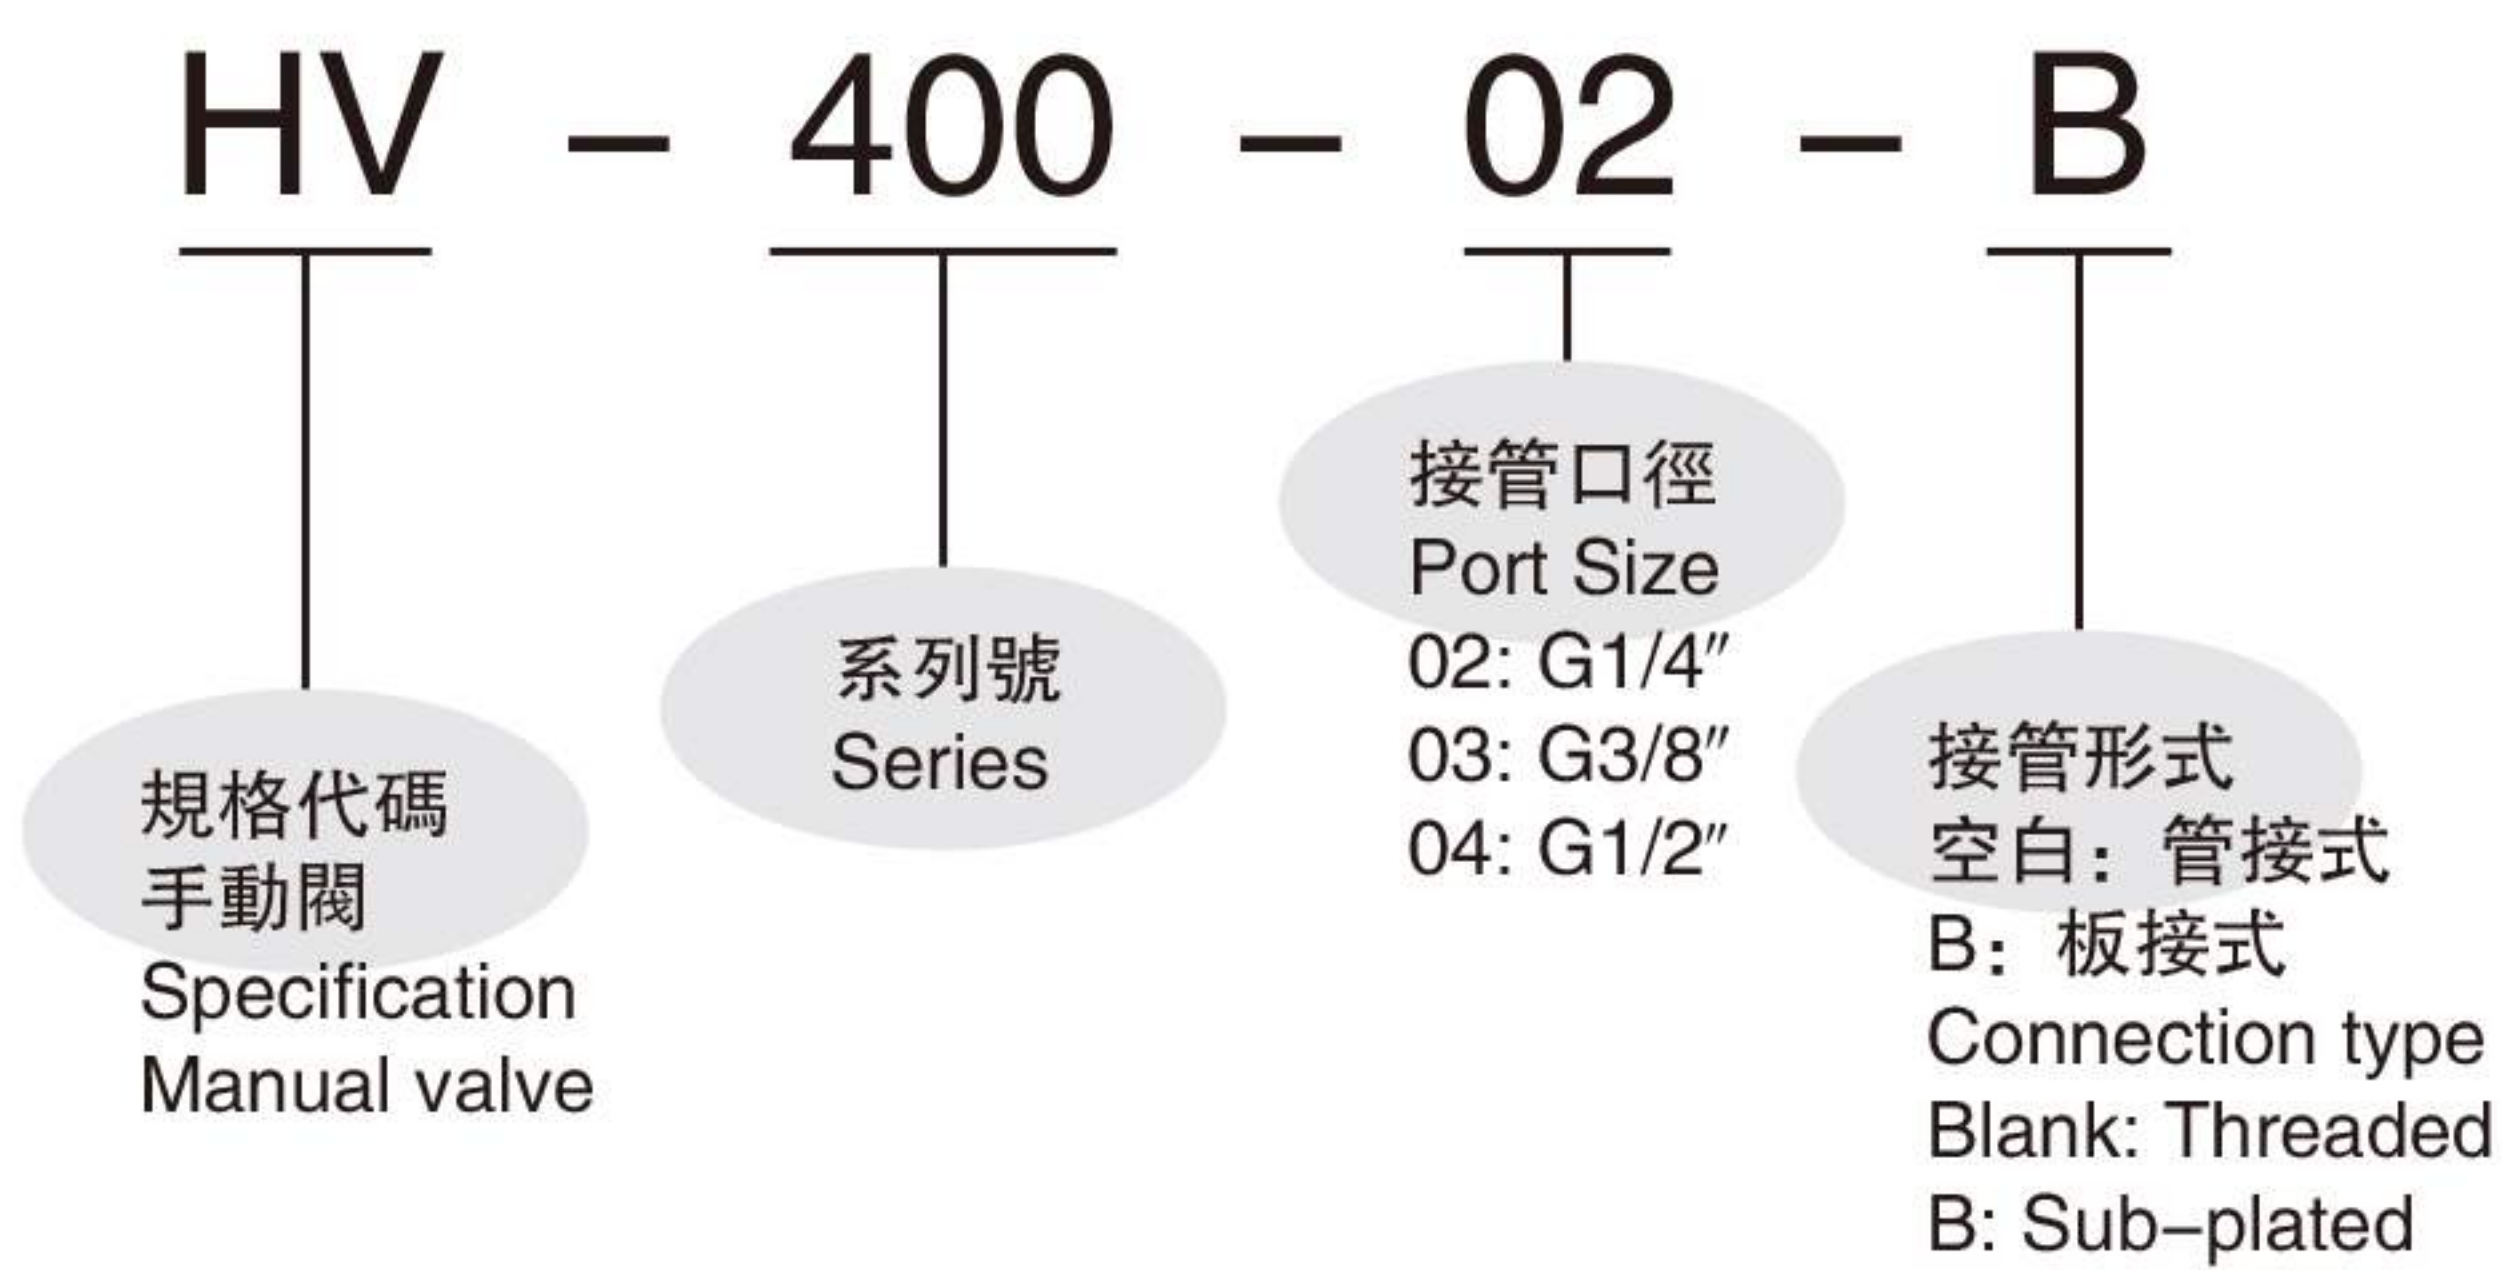 HV – 400 – 02 – B
規格代碼
手動閥
Specification
Manual valve
系列號
Series
接管口徑
Port Size
02: G1/4″
03: G3/8″
04: G1/2″
接管形式
空白：管接式
B：板接式
Connection type
Blank: Threaded
B: Sub–plated